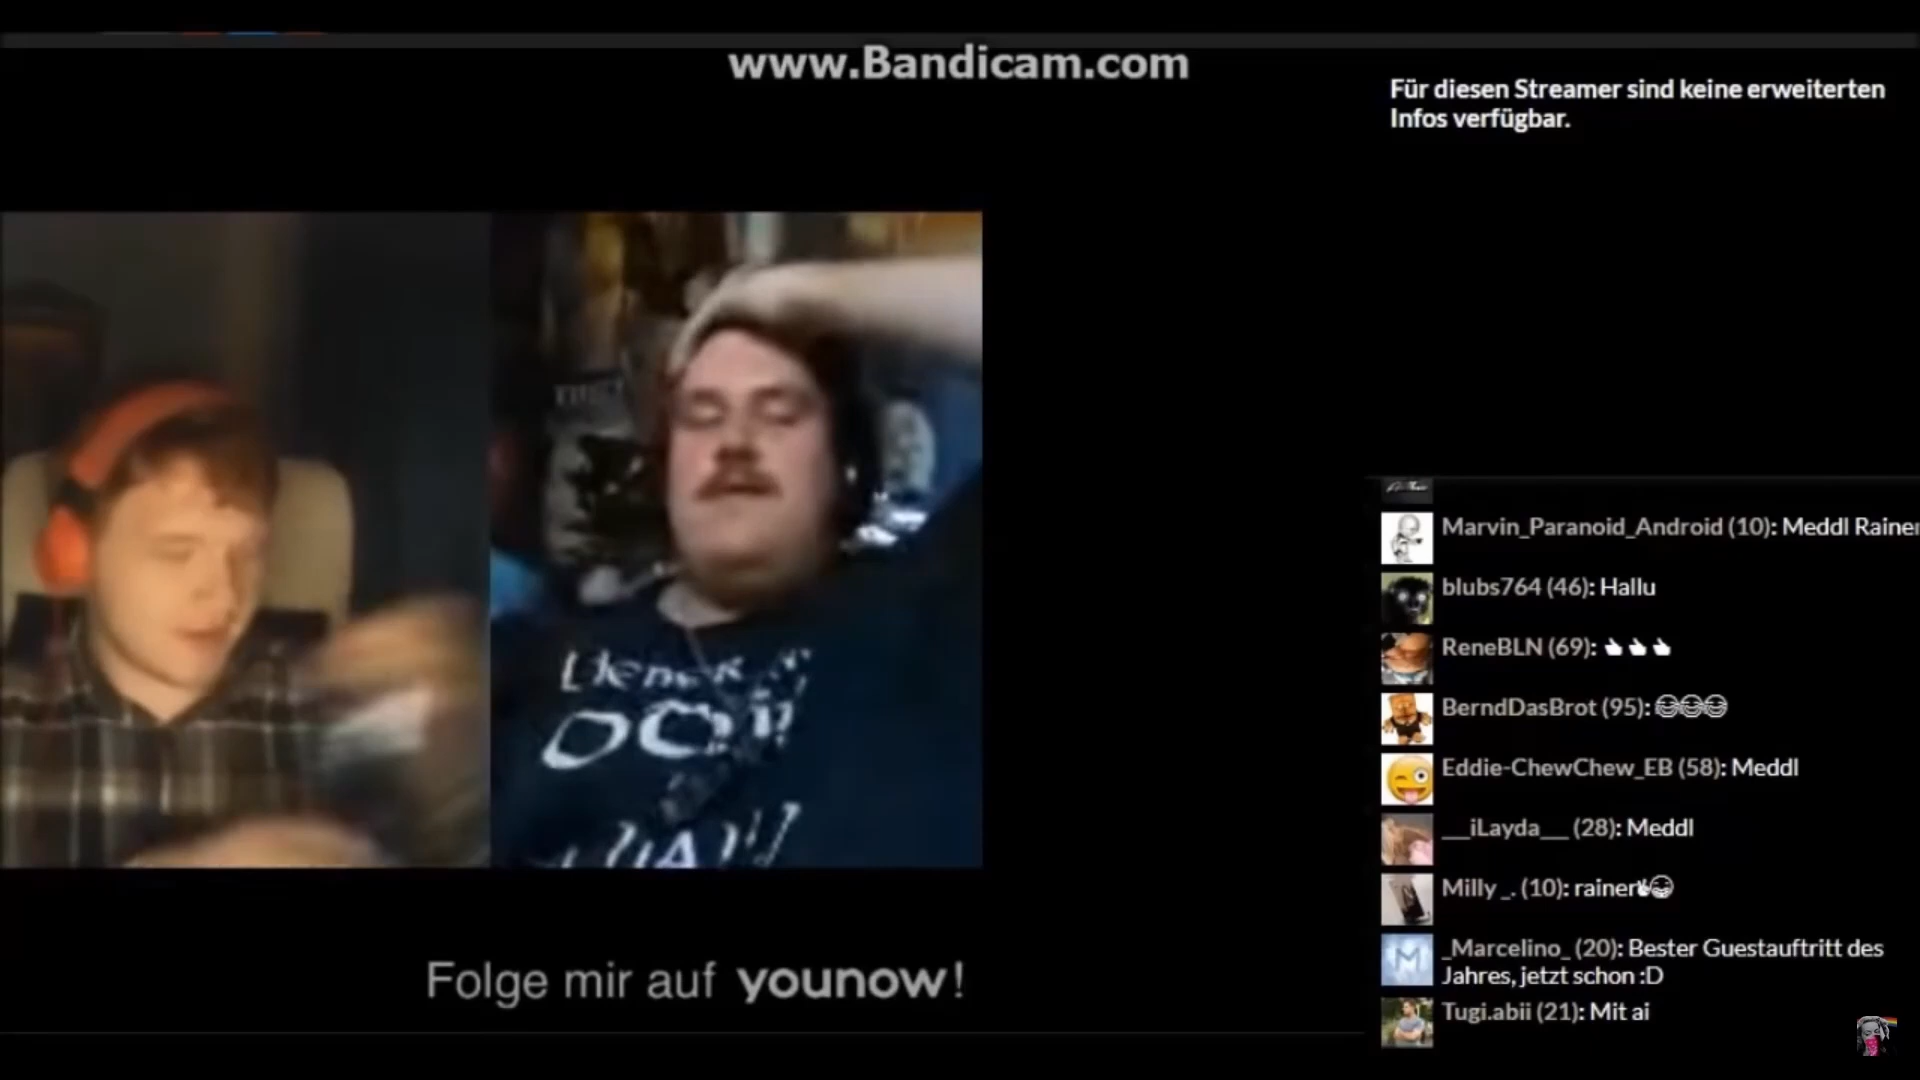 www.Bandicam.com
Für diesen Streamer sind keine erweiterten
Infos verfügbar.
Marvin_Paranoid_Android (10): Meddl Rainer
blubs764 (46): Hallu
ReneBLN (69):
BerndDasBrot (95):
Eddie-ChewChew_EB (58): Meddl
___iLayda___ (28): Meddl
Milly _. (10): rainer
_Marcelino_ (20): Bester Guestauftritt des
Jahres, jetzt schon :D
Tugi.abii (21): Mit ai
Folge mir auf younow!